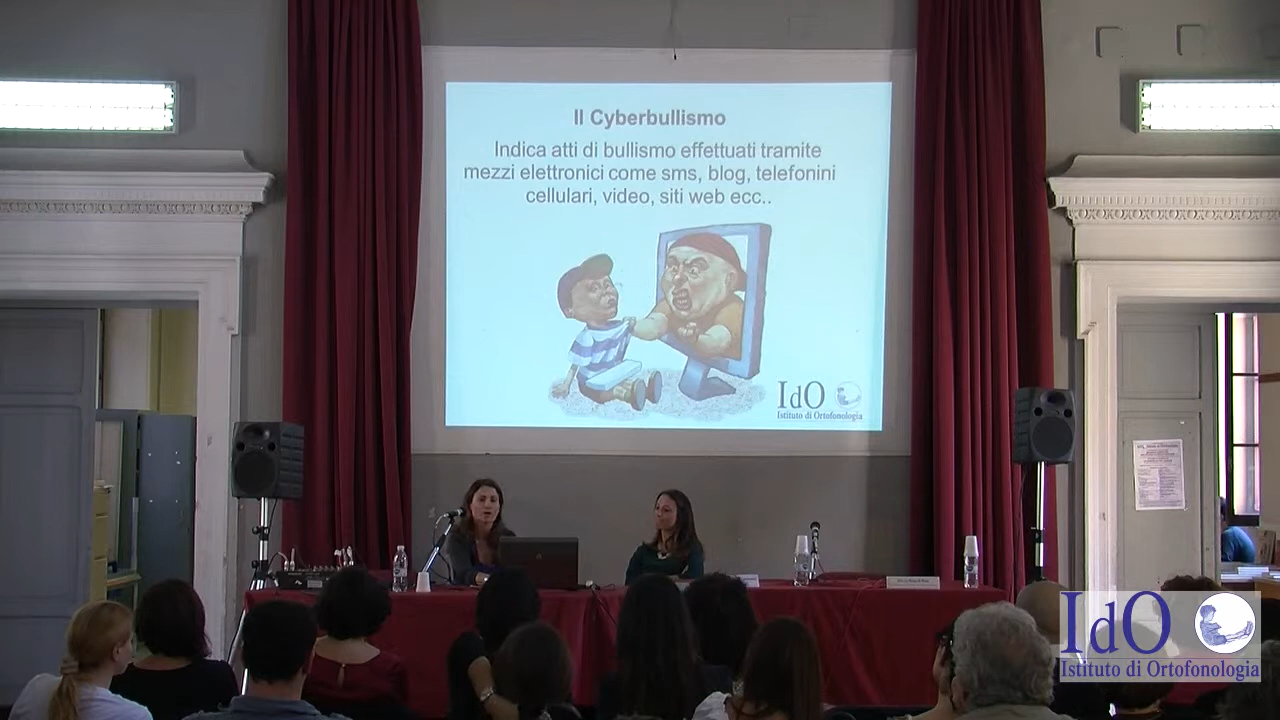 Il Cyberbullismo
Indica atti di bullismo effettuati tramite
mezzi elettronici come sms, blog, telefonini
cellulari, video, siti web ecc..
IdO
Istituto di Ortofonologia
IdO
Istituto di Ortofonologia